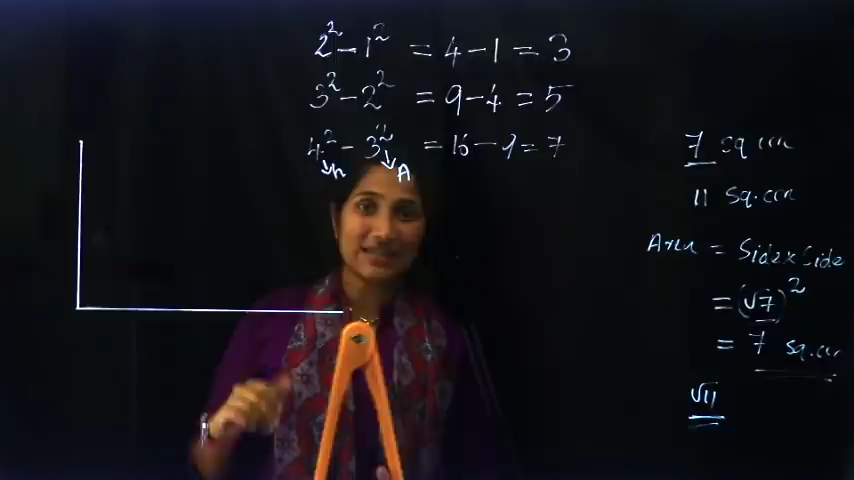 2² - 1² = 4 - 1 = 3
3² - 2² = 9 - 4 = 5
4² - 3² = 16 - 9 = 7
↓h ↓A
7 sq cm
11 sq.cm
Area = Side×Side
= (√7)²
= 7 sq.cm
√11